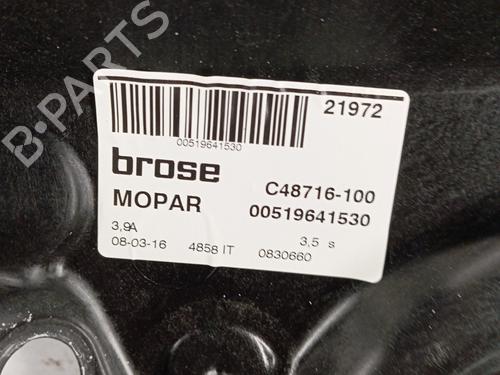 B-PARTS
21972
00519641530
brose
C48716-100
MOPAR
00519641530
3,9A
3,5 s
08-03-16
4858 IT
0830660